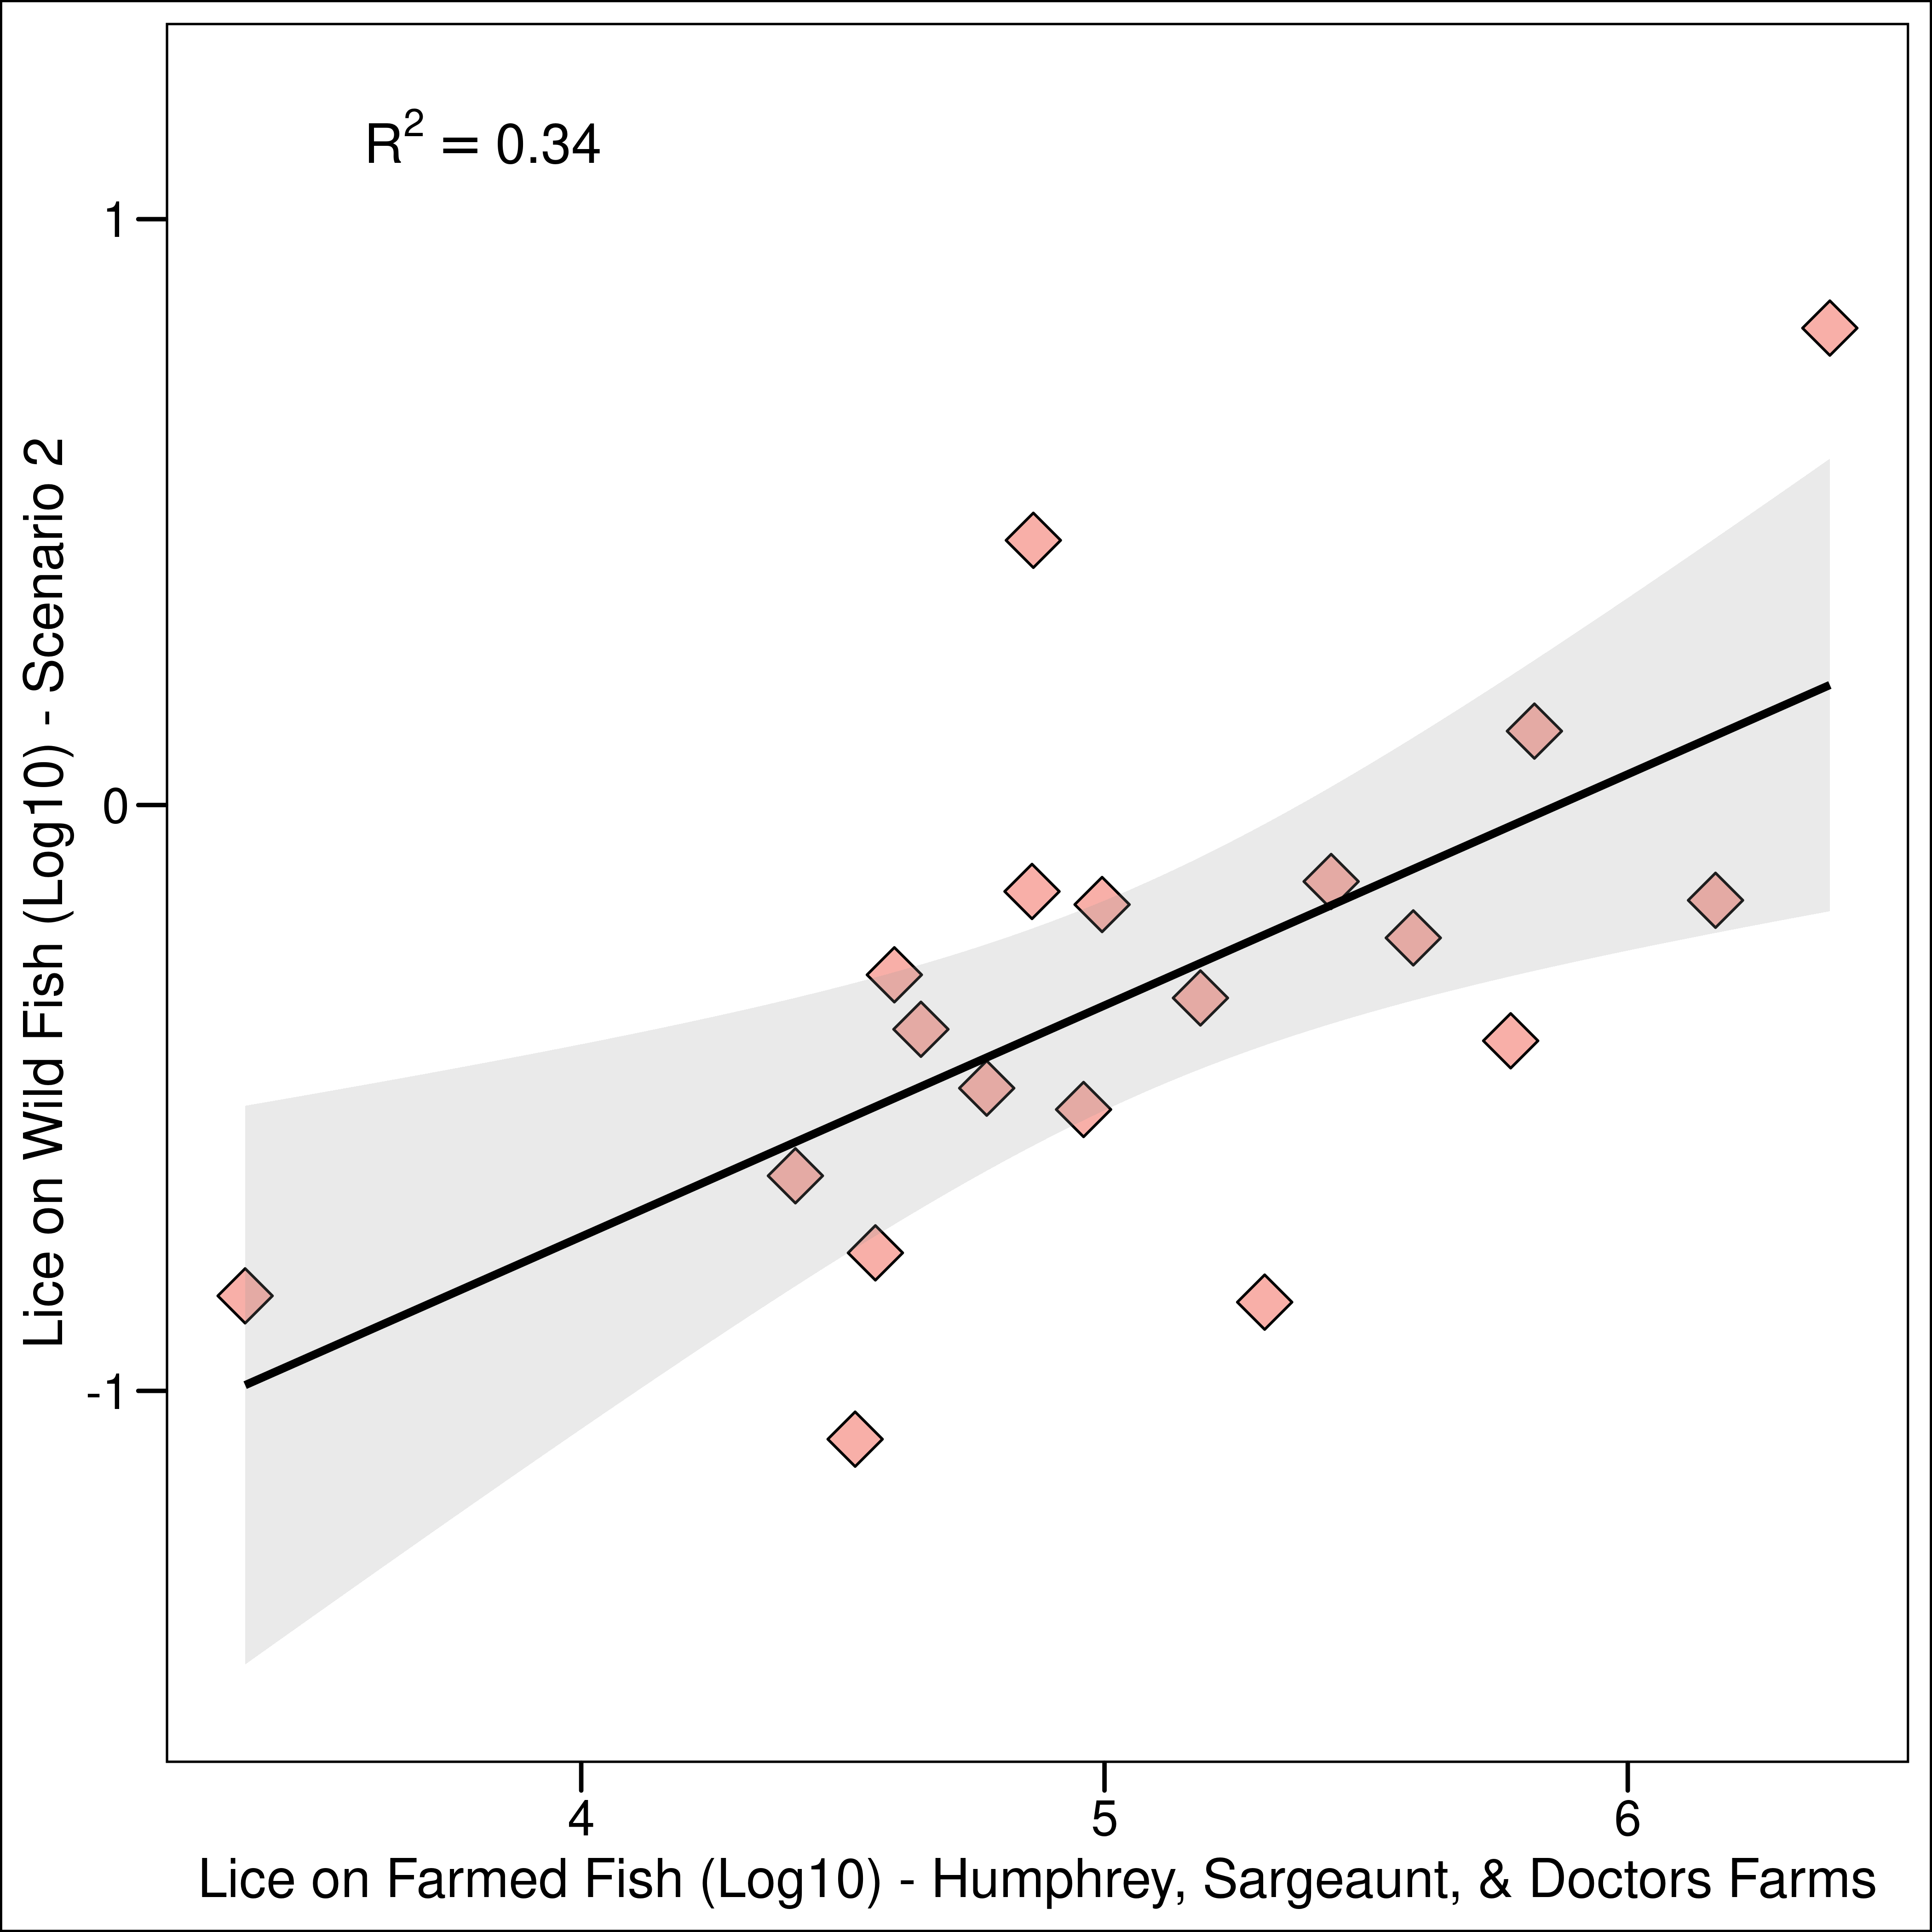 R² = 0.34
1
0
-1
Lice on Wild Fish (Log10) - Scenario 2
4
5
6
Lice on Farmed Fish (Log10) - Humphrey, Sargeaunt, & Doctors Farms